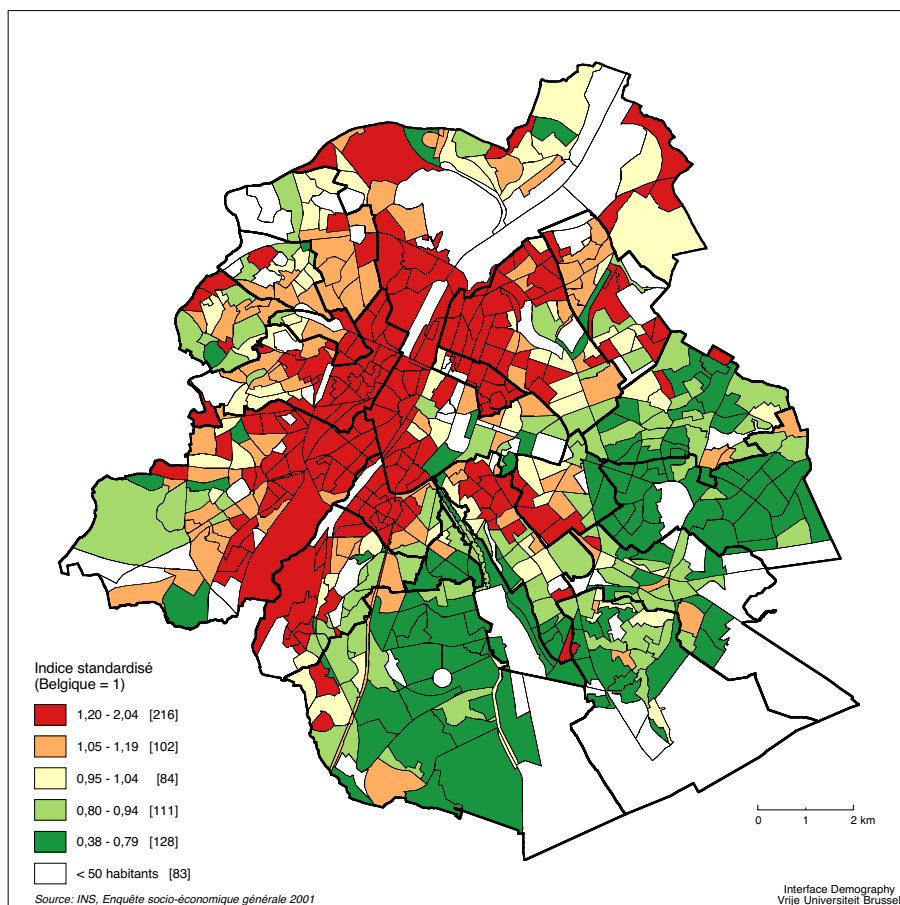 Indice standardisé
(Belgique = 1)
1,20 - 2,04 [216]
1,05 - 1,19 [102]
0,95 - 1,04 [84]
0,80 - 0,94 [111]
0,38 - 0,79 [128]
< 50 habitants [83]
0 1 2 km
Source: INS, Enquête socio-économique générale 2001
Interface Demography
Vrije Universiteit Brussel